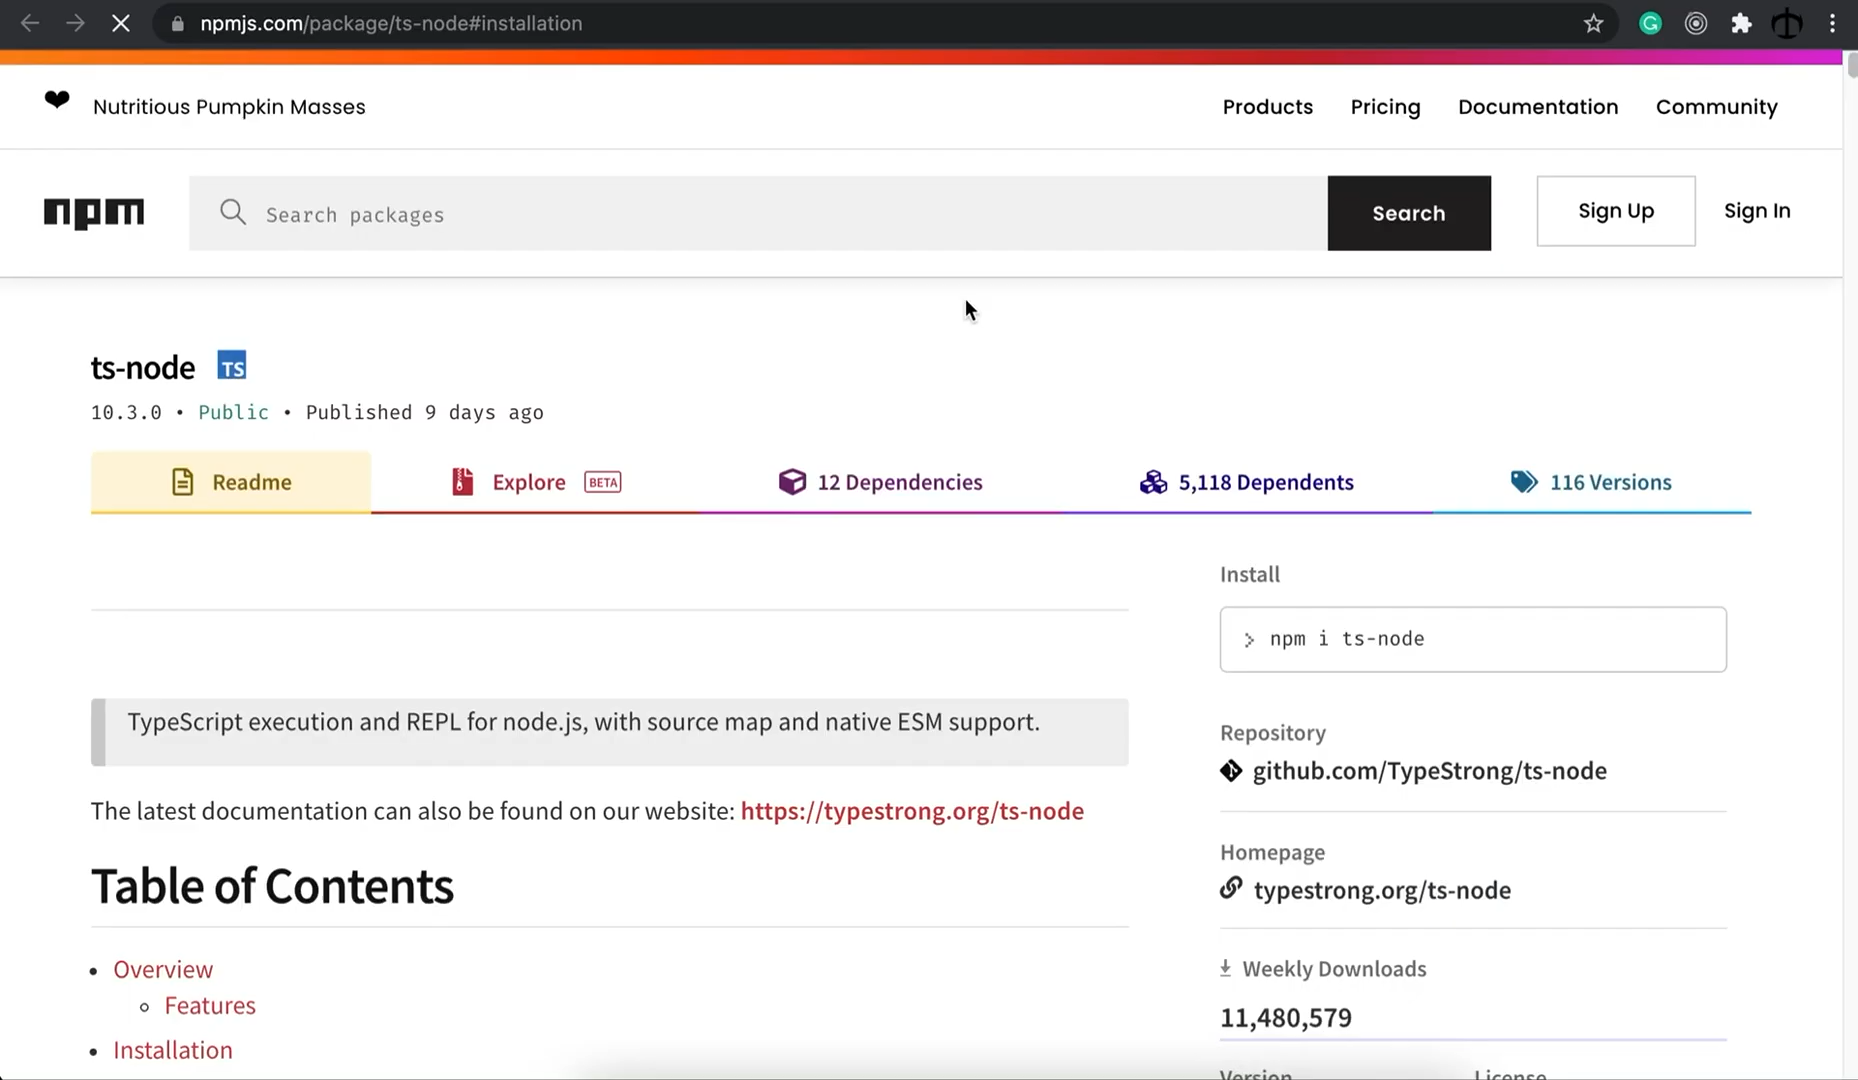 npmjs.com/package/ts-node#installation
Nutritious Pumpkin Masses
Products
Pricing
Documentation
Community
npm
Search packages
Search
Sign Up
Sign In
ts-node
TS
10.3.0 • Public • Published 9 days ago
Readme
Explore BETA
12 Dependencies
5,118 Dependents
116 Versions
TypeScript execution and REPL for node.js, with source map and native ESM support.
The latest documentation can also be found on our website: https://typestrong.org/ts-node
Table of Contents
Overview
Features
Installation
Install
npm i ts-node
Repository
github.com/TypeStrong/ts-node
Homepage
typestrong.org/ts-node
Weekly Downloads
11,480,579
Version
License